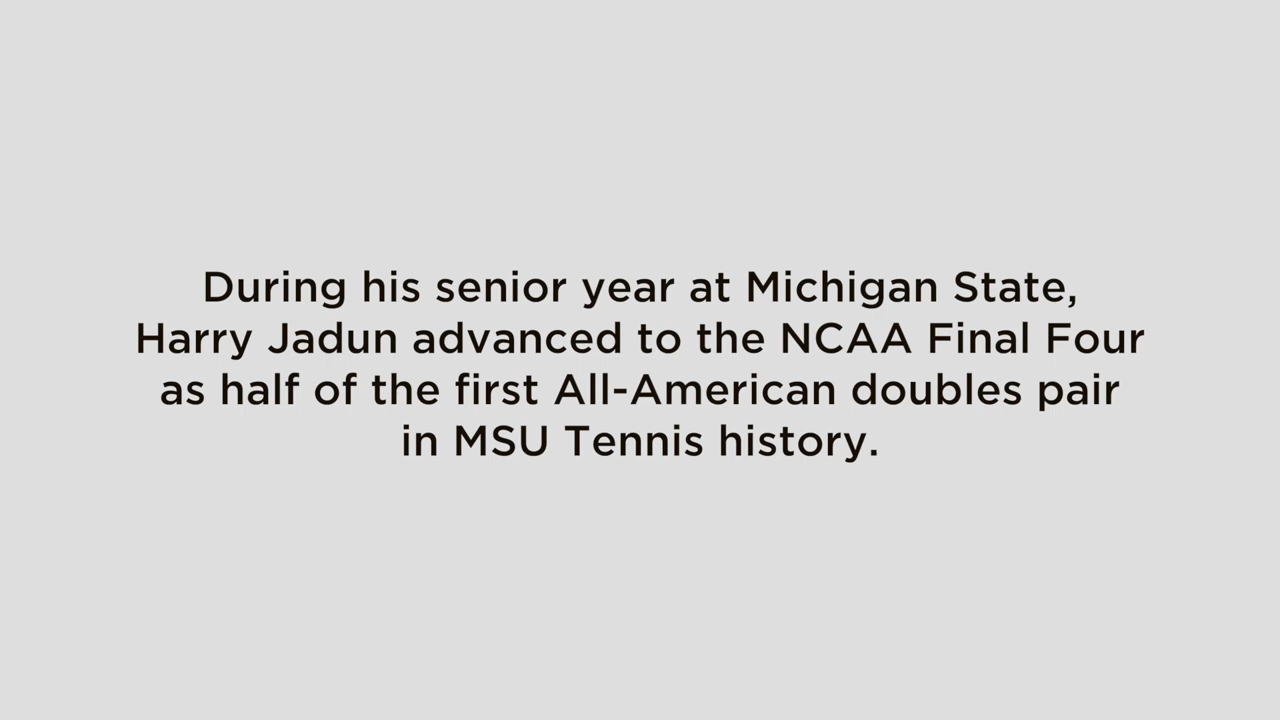 During his senior year at Michigan State,
Harry Jadun advanced to the NCAA Final Four
as half of the first All-American doubles pair
in MSU Tennis history.